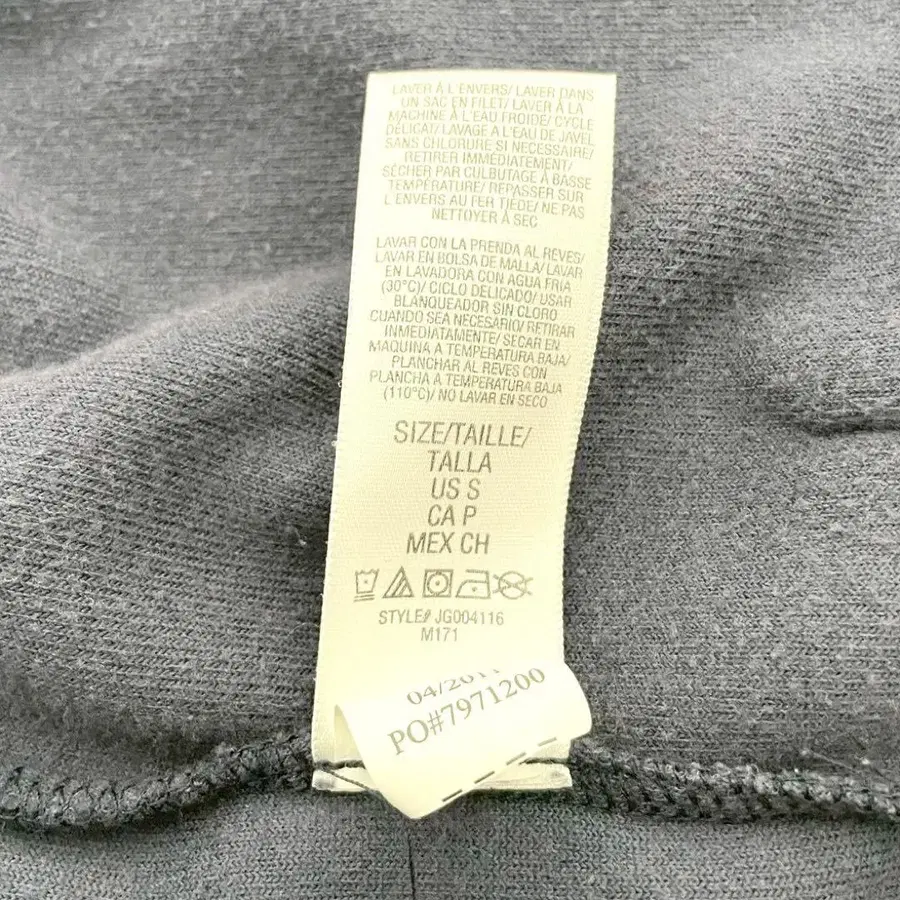 LAVER À L'ENVERS/ LAVER DANS
UN SAC EN FILET/ LAVER À LA
MACHINE À L'EAU FROIDE/ CYCLE
DÉLICAT/ LAVAGE A L'EAU DE JAVEL
SANS CHLORURE SI NECESSAIRE/
RETIRER IMMÉDIATEMENT/
SÉCHER PAR CULBUTAGE À BASSE
TEMPÉRATURE/ REPASSER SUR
L'ENVERS AU FER TIÈDE/ NE PAS
NETTOYER À SEC
LAVAR CON LA PRENDA AL REVES/
LAVAR EN BOLSA DE MALLA/ LAVAR
EN LAVADORA CON AGUA FRIA
(30°C)/ CICLO DELICADO/ USAR
BLANQUEADOR SIN CLORO
CUANDO SEA NECESARIO/ RETIRAR
INMEDIATAMENTE/ SECAR EN
MAQUINA A TEMPERATURA BAJA/
PLANCHAR AL REVES CON
PLANCHA A TEMPERATURA BAJA
(110°C)/ NO LAVAR EN SECO
SIZE/TAILLE/
TALLA
US S
CA P
MEX CH
STYLE# JG004116
M171
PO#7971200